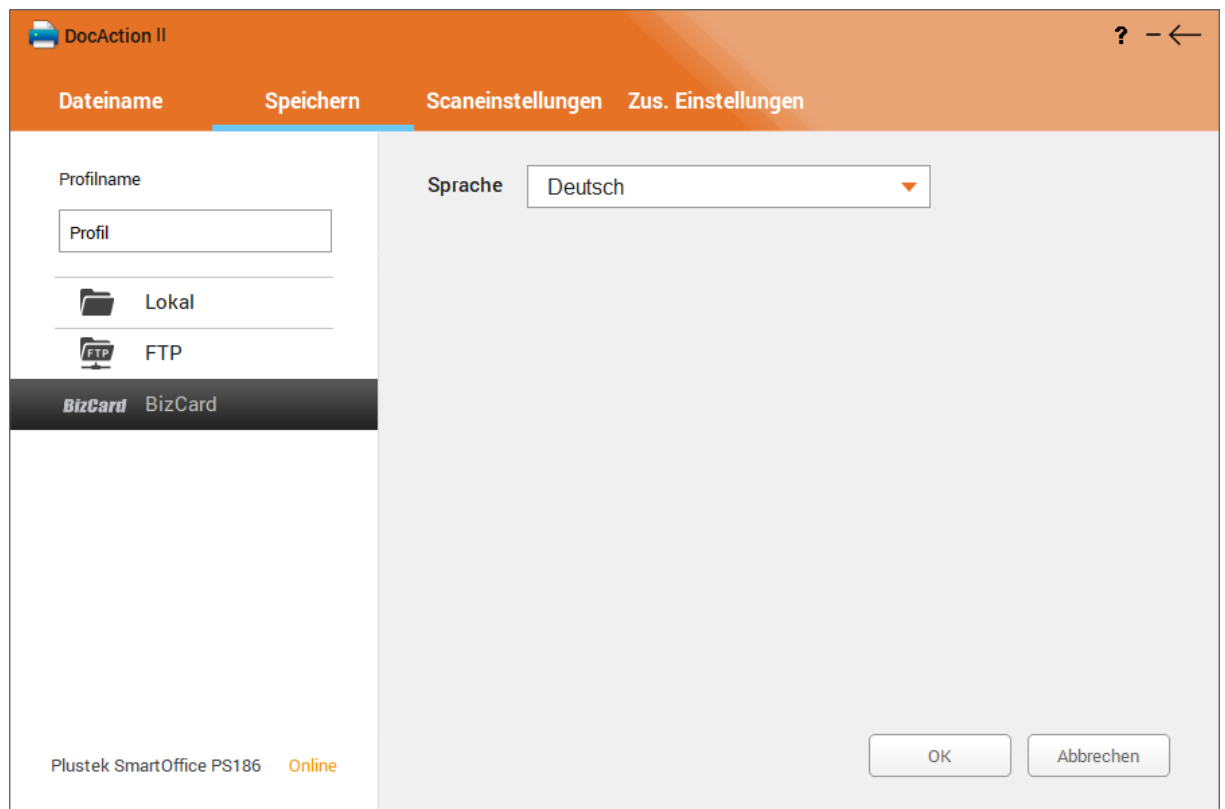 DocAction II
? – ←
Dateiname Speichern Scaneinstellungen Zus. Einstellungen
Profilname
Profil
Lokal
FTP FTP
BizCard BizCard
Sprache Deutsch
OK Abbrechen
Plustek SmartOffice PS186 Online